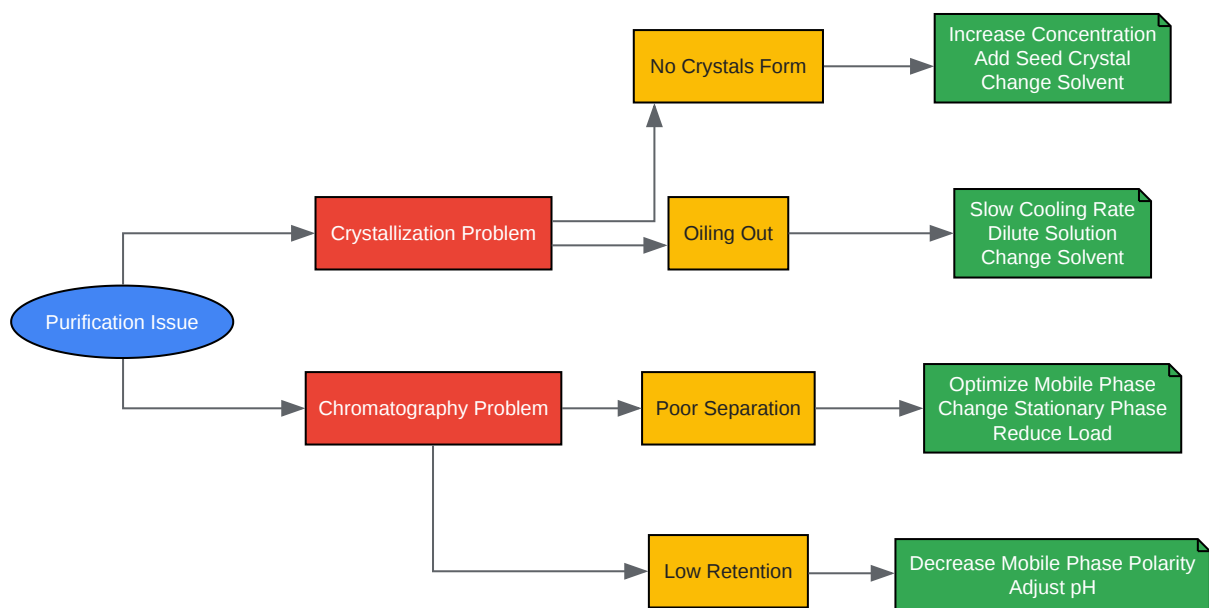 Purification Issue
Crystallization Problem
No Crystals Form
Increase Concentration
Add Seed Crystal
Change Solvent
Oiling Out
Slow Cooling Rate
Dilute Solution
Change Solvent
Chromatography Problem
Poor Separation
Optimize Mobile Phase
Change Stationary Phase
Reduce Load
Low Retention
Decrease Mobile Phase Polarity
Adjust pH